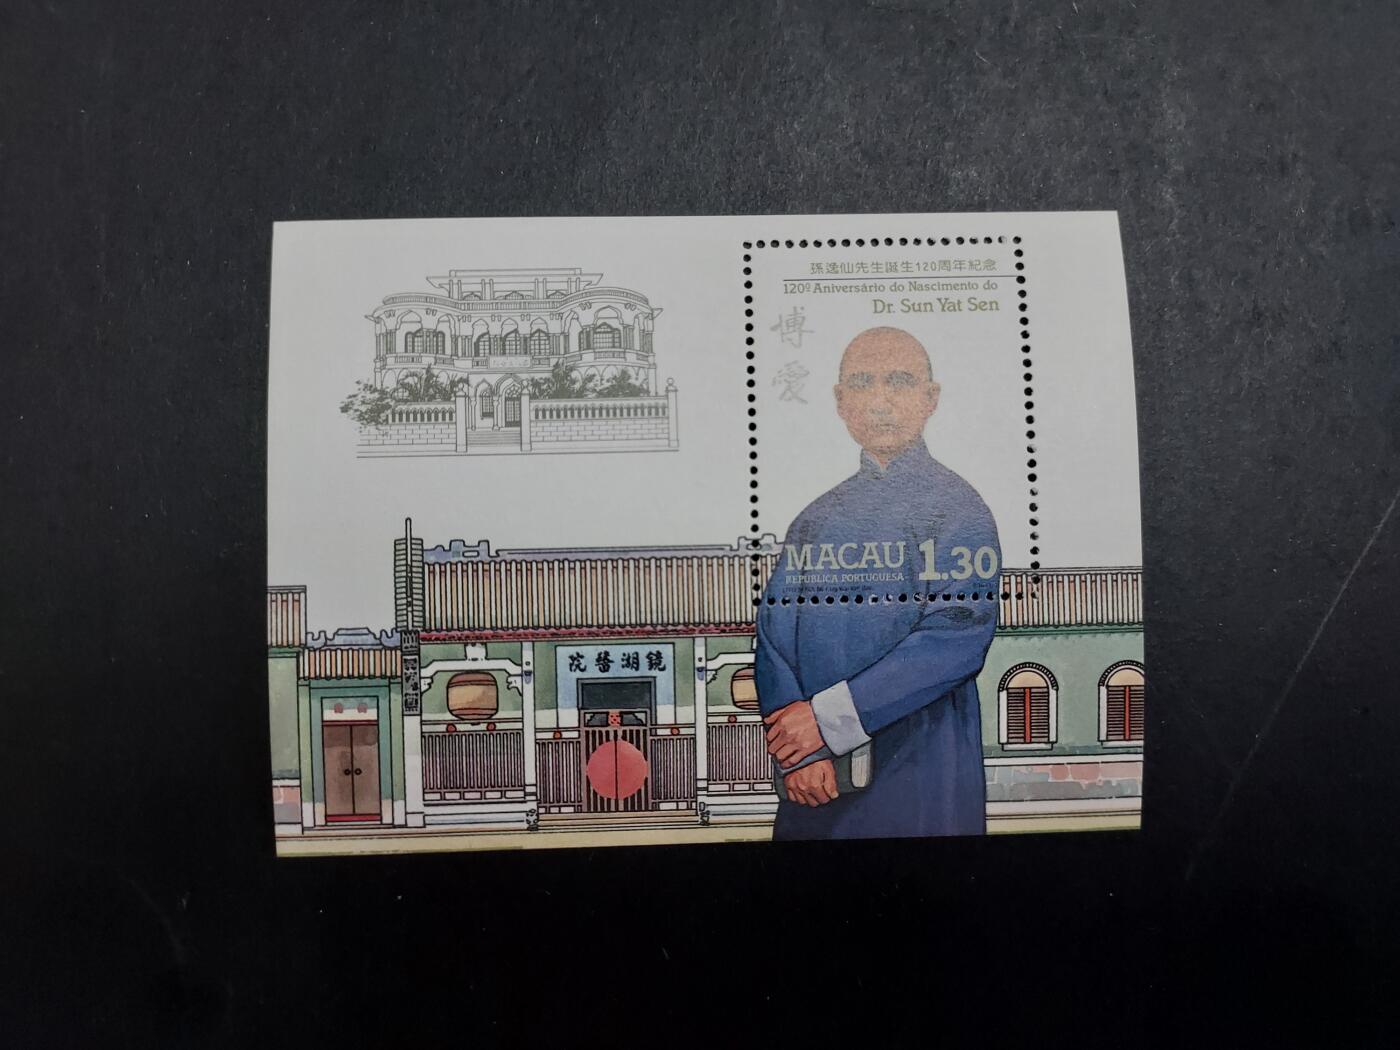 孫逸仙先生誕生120周年紀念
120º Aniversário do Nascimento do
Dr. Sun Yat Sen
博
愛
MACAU 1.30
REPÚBLICA PORTUGUESA
院醫湖鏡